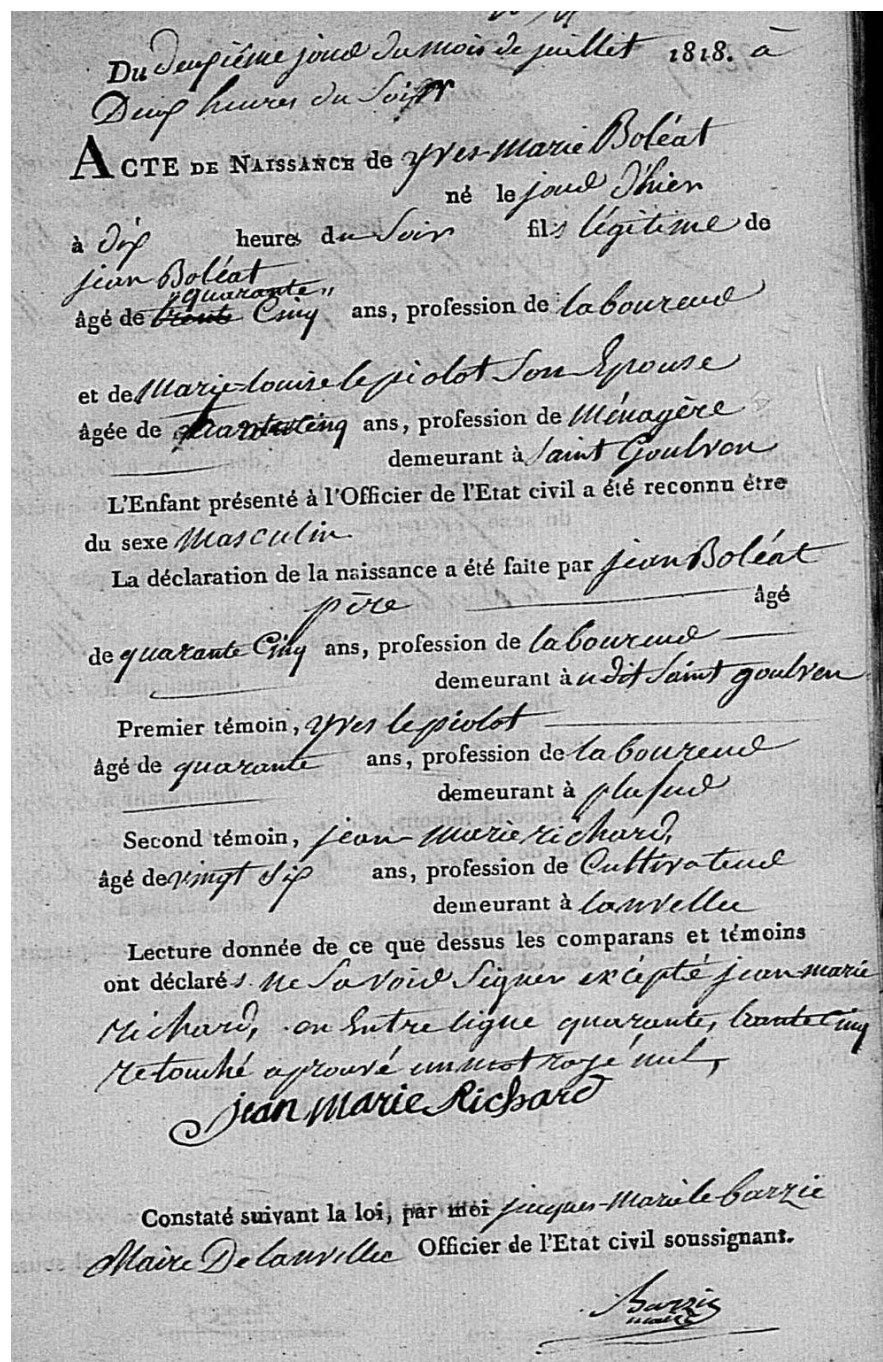 Du deuxième jour du mois de juillet 1818. à
Deux heures du Soir
ACTE DE NAISSANCE de Yves-Marie Boléat
né le jour d'hier
à dix heures du Soir fils légitime de
jean Boléat
"quarante"
âgé de trente Cinq ans, profession de laboureur
et de Marie-louise le piolot Son Epouse
âgée de trente cinq ans, profession de Ménagère
demeurant à Saint Goulven
L'Enfant présenté à l'Officier de l'Etat civil a été reconnu être
du sexe Masculin
La déclaration de la naissance a été faite par jean Boléat
père âgé
de quarante Cinq ans, profession de laboureur
demeurant à udit Saint goulven
Premier témoin, Yves le piolot
âgé de quarante ans, profession de laboureur
demeurant à plusur
Second témoin, jean-marie richard,
âgé de vingt six ans, profession de Cultivateur
demeurant à lanvellec
Lecture donnée de ce que dessus les comparans et témoins
ont déclarés ne Savoir Signer excépté jean marie
richard, en Entre ligne quarante, trente Cinq
retouché aprouvé un mot rayé nul,
jean Marie Richard
Constaté suivant la loi, par moi jacques-Marie le barzic
Maire De lanvellec Officier de l'Etat civil soussignant.
Barzic
maire